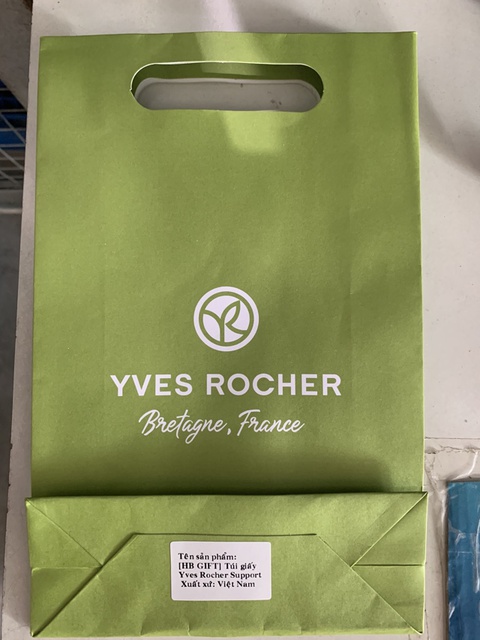 YVES ROCHER
Bretagne, France
Tên sản phẩm:
[HB GIFT] Túi giấy
Yves Rocher Support
Xuất xứ: Việt Nam